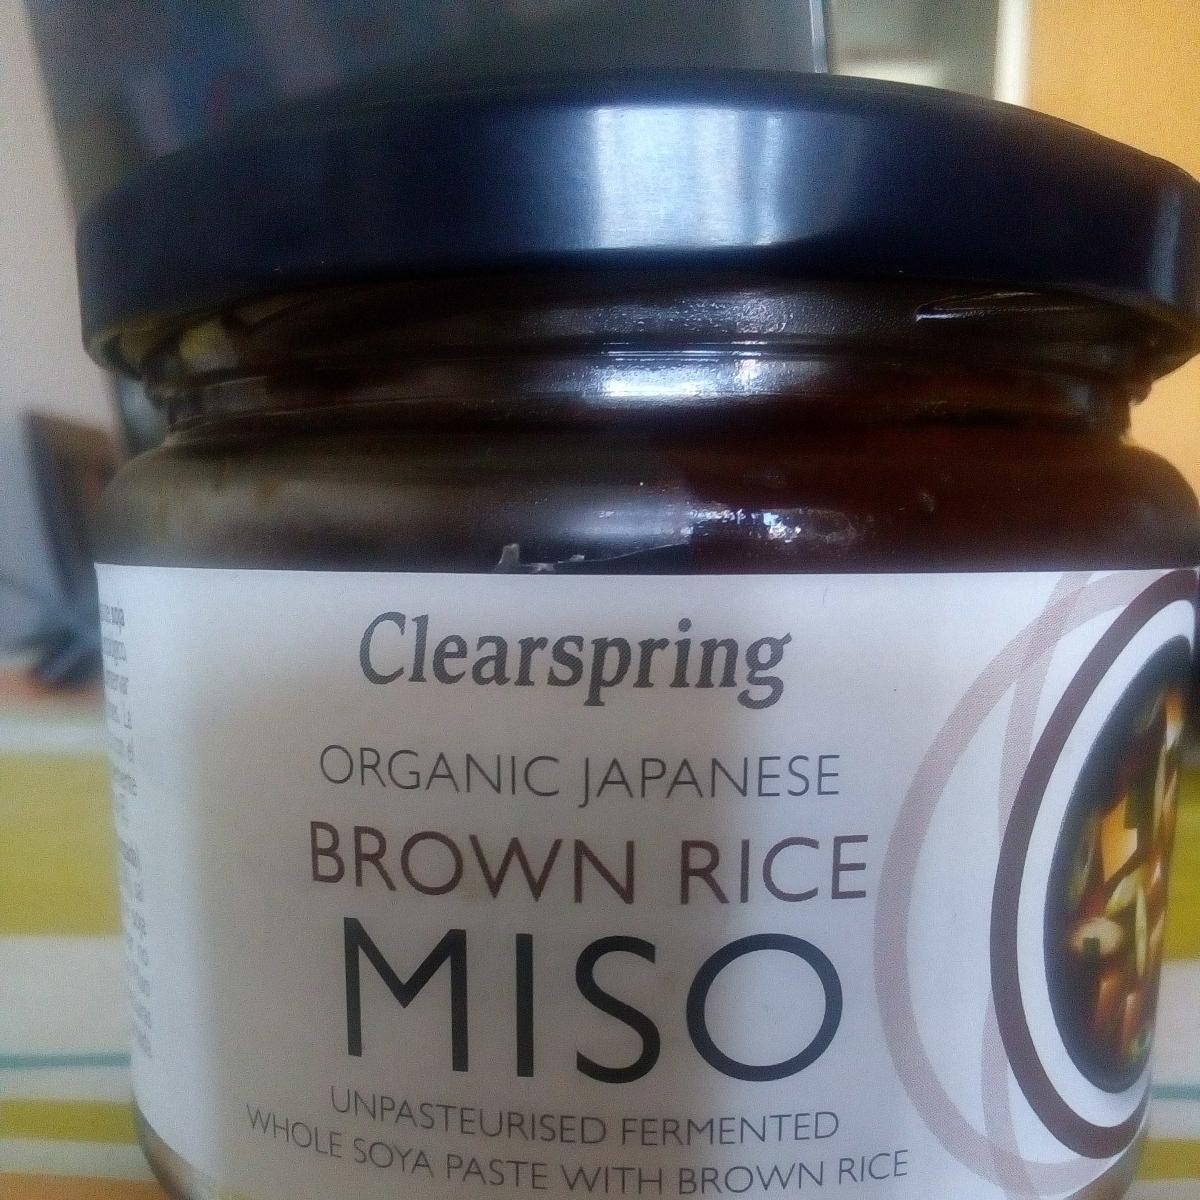 Clearspring
ORGANIC JAPANESE
BROWN RICE
MISO
UNPASTEURISED FERMENTED
WHOLE SOYA PASTE WITH BROWN RICE